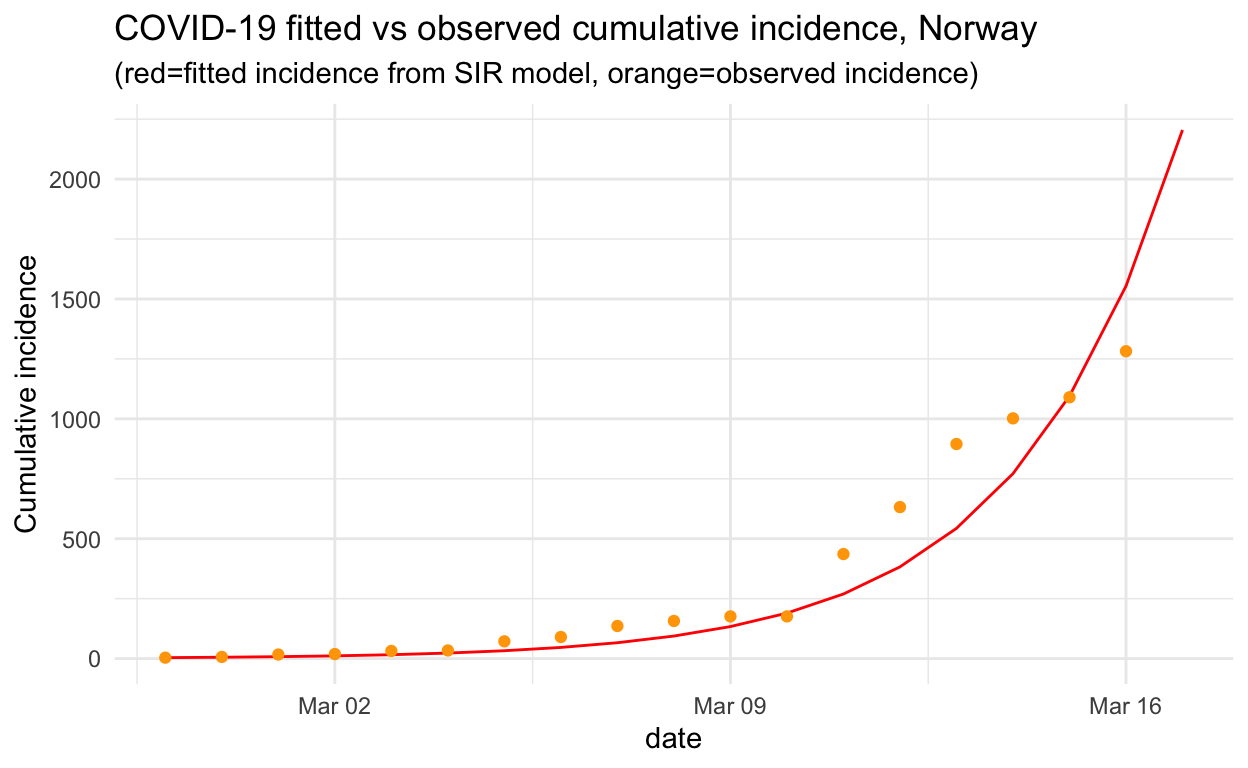 COVID-19 fitted vs observed cumulative incidence, Norway
(red=fitted incidence from SIR model, orange=observed incidence)
Cumulative incidence
2000
1500
1000
500
0
Mar 02
Mar 09
Mar 16
date